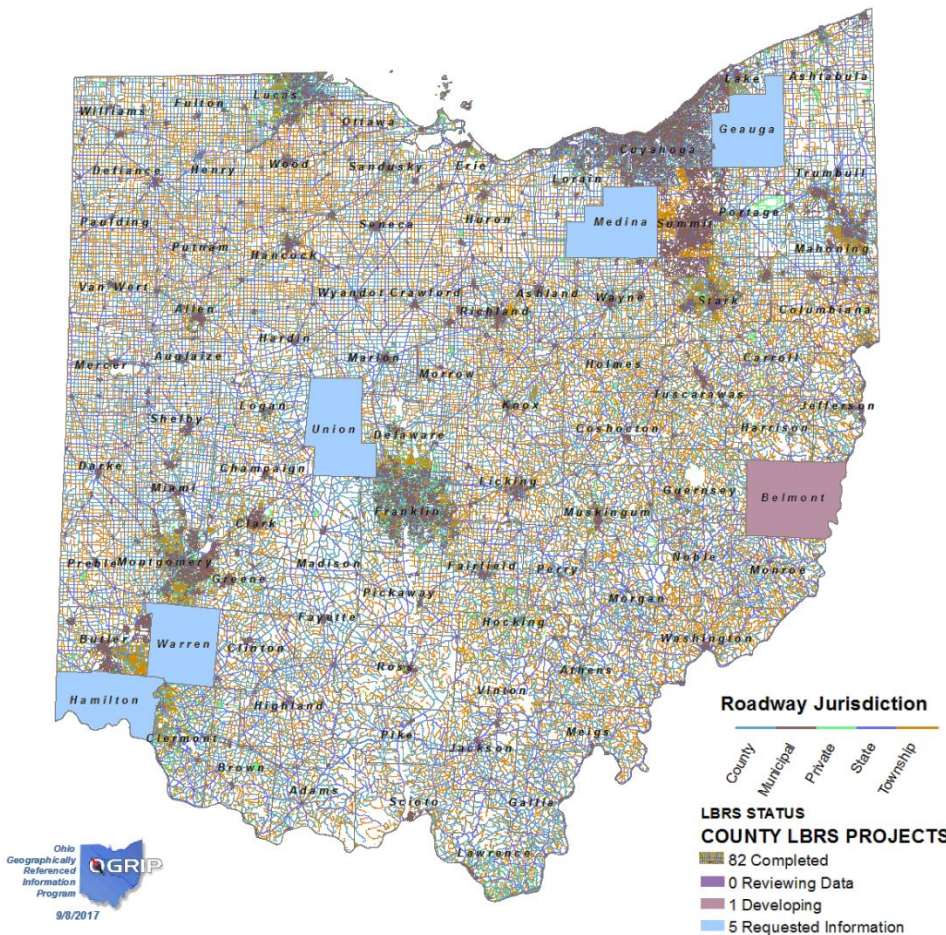 Lake
Ashtabula
Lucas
Williams
Fulton
Ottawa
Geauga
Cuyahoga
Wood
Sandusky
Erie
Lorain
Defiance
Henry
Trumbull
Paulding
Huron
Medina
Summit
Portage
Seneca
Putnam
Hancock
Mahoning
Van Wert
Wyandot
Crawford
Ashland
Wayne
Stark
Allen
Richland
Columbiana
Hardin
Mercer
Auglaize
Marion
Holmes
Carroll
Morrow
Logan
Knox
Tuscarawas
Jefferson
Shelby
Union
Delaware
Coshocton
Harrison
Darke
Champaign
Miami
Licking
Guernsey
Belmont
Franklin
Muskingum
Clark
Preble
Montgomery
Madison
Fairfield
Perry
Noble
Monroe
Greene
Pickaway
Morgan
Fayette
Hocking
Butler
Warren
Clinton
Washington
Ross
Athens
Hamilton
Highland
Vinton
Clermont
Pike
Jackson
Meigs
Brown
Adams
Scioto
Gallia
Lawrence
Roadway Jurisdiction
County
Municipal
Private
State
Township
LBRS STATUS
COUNTY LBRS PROJECTS
82 Completed
0 Reviewing Data
1 Developing
5 Requested Information
Ohio
Geographically
Referenced
Information
Program
OGRIP
9/8/2017